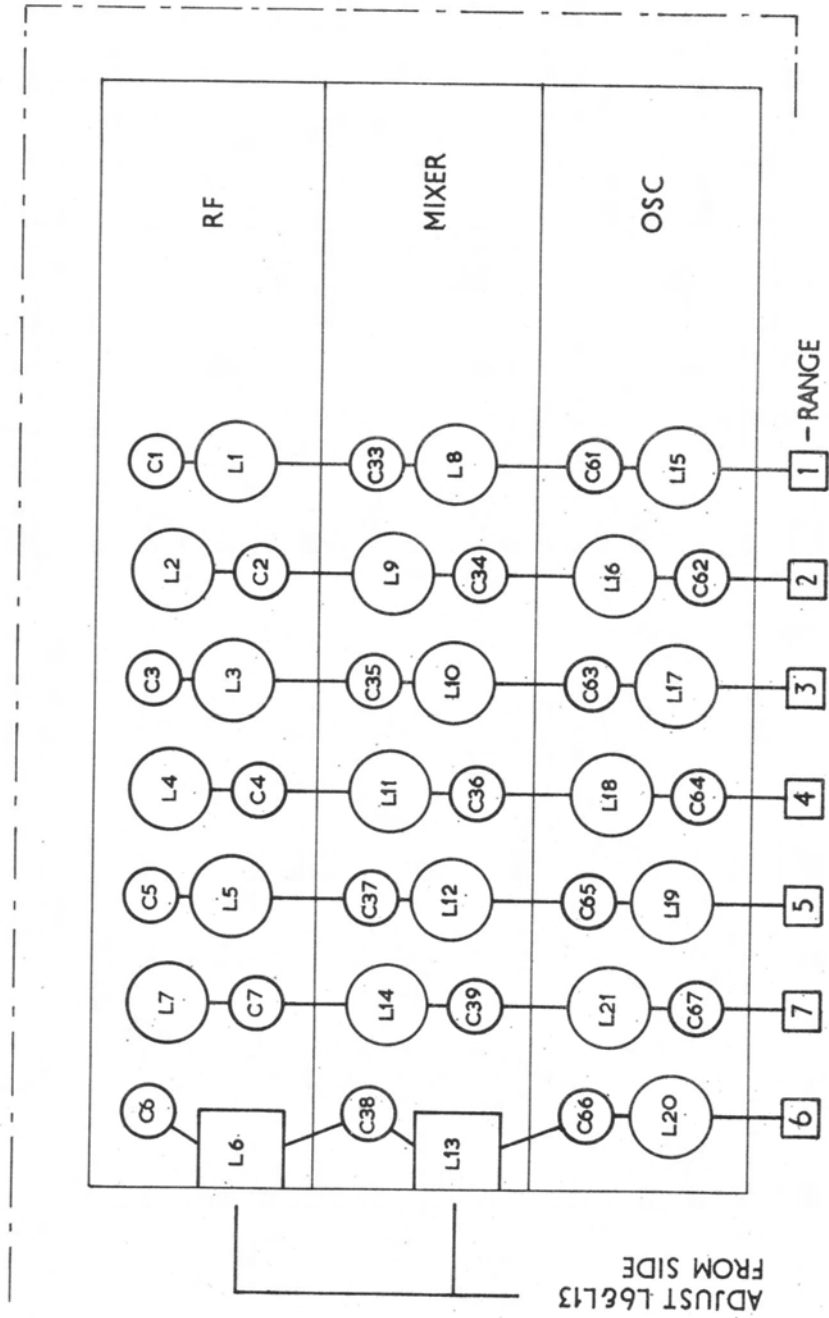 RF
C1
L1
L2
C2
C3
L3
L4
C4
C5
L5
L7
C7
C6
L6
MIXER
C33
L8
L9
C34
C35
L10
L11
C36
C37
L12
L14
C39
C38
L13
OSC
C61
L15
L16
C62
C63
L17
L18
C64
C65
L19
L21
C67
C66
L20
1 – RANGE
2
3
4
5
7
6
ADJUST L6&L13
FROM SIDE